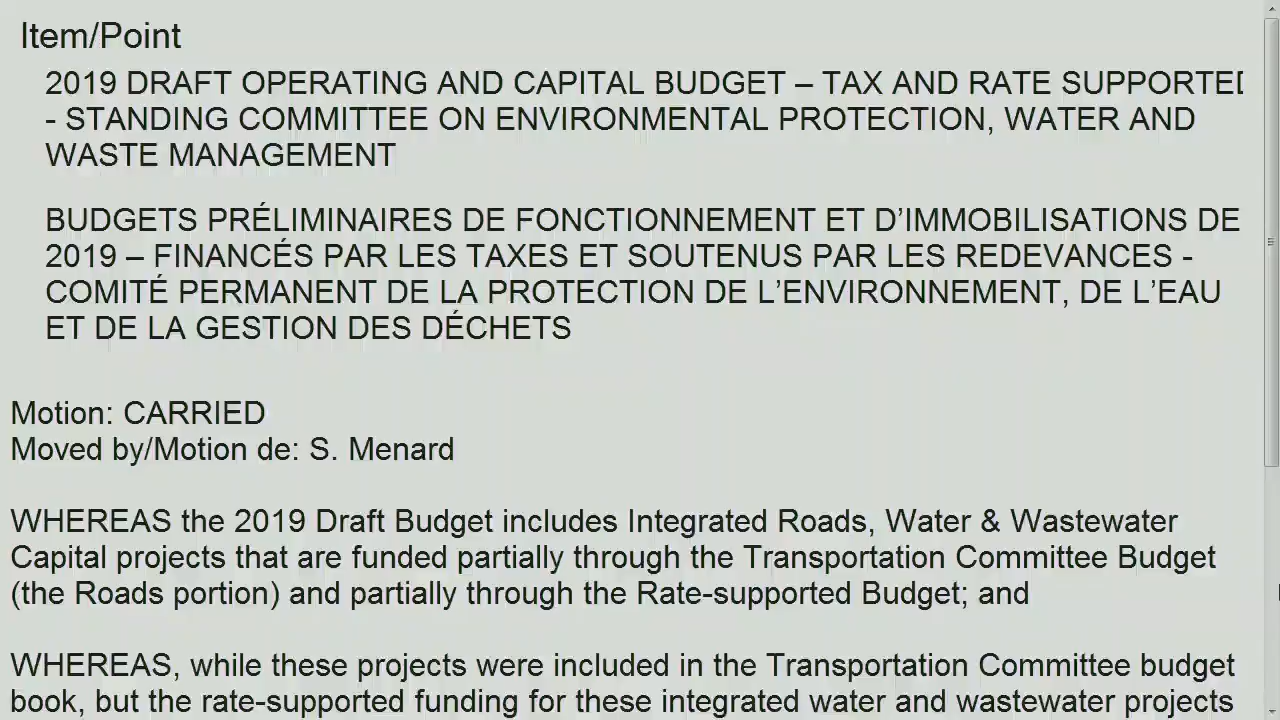 Item/Point
2019 DRAFT OPERATING AND CAPITAL BUDGET – TAX AND RATE SUPPORTED
- STANDING COMMITTEE ON ENVIRONMENTAL PROTECTION, WATER AND
WASTE MANAGEMENT
BUDGETS PRÉLIMINAIRES DE FONCTIONNEMENT ET D’IMMOBILISATIONS DE
2019 – FINANCÉS PAR LES TAXES ET SOUTENUS PAR LES REDEVANCES -
COMITÉ PERMANENT DE LA PROTECTION DE L’ENVIRONNEMENT, DE L’EAU
ET DE LA GESTION DES DÉCHETS
Motion: CARRIED
Moved by/Motion de: S. Menard
WHEREAS the 2019 Draft Budget includes Integrated Roads, Water & Wastewater
Capital projects that are funded partially through the Transportation Committee Budget
(the Roads portion) and partially through the Rate-supported Budget; and
WHEREAS, while these projects were included in the Transportation Committee budget
book, but the rate-supported funding for these integrated water and wastewater projects